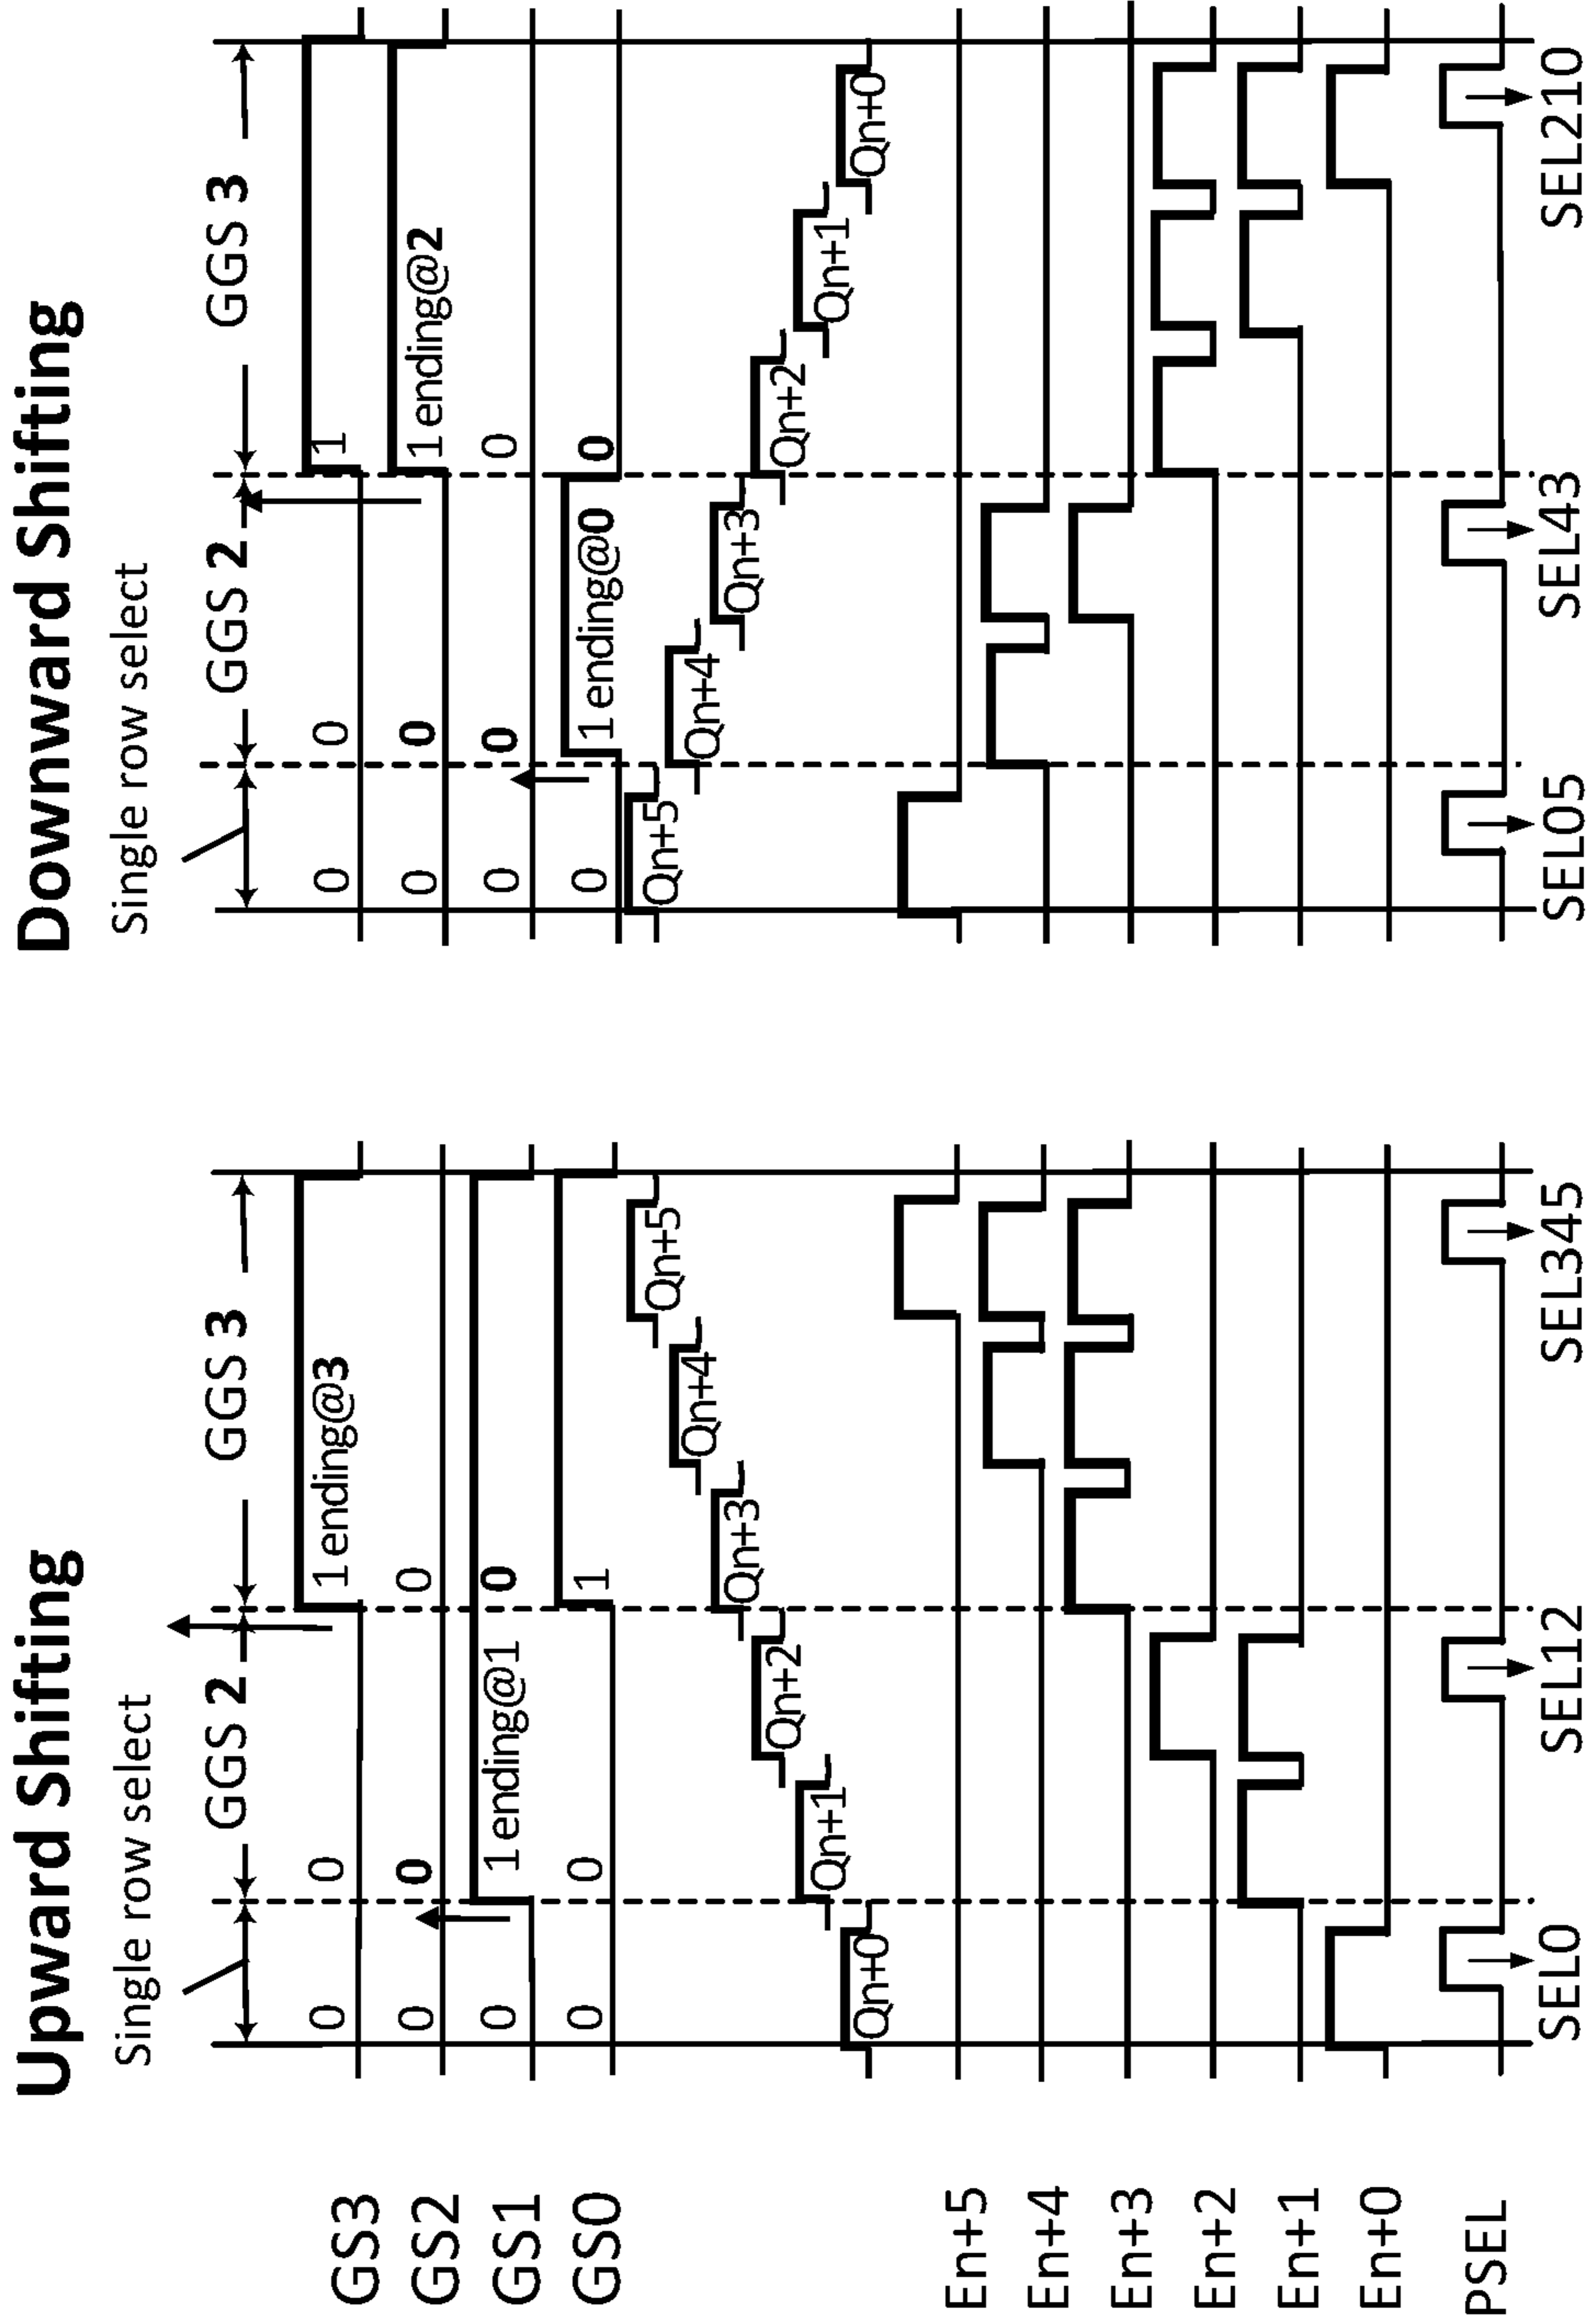 Upward Shifting
Single row select
GGS 2
GGS 3
GS3
0
0
1 ending@3
GS2
0
0
0
GS1
0
1 ending@1
0
GS0
0
0
1
Qn+5
Qn+4
Qn+3
Qn+2
Qn+1
Qn+0
En+5
En+4
En+3
En+2
En+1
En+0
PSEL
SEL0
SEL12
SEL345
Downward Shifting
Single row select
GGS 2
GGS 3
0
0
1
0
0
1 ending@2
0
0
0
0
1 ending@0
0
Qn+5
Qn+4
Qn+3
Qn+2
Qn+1
Qn+0
SEL05
SEL43
SEL210